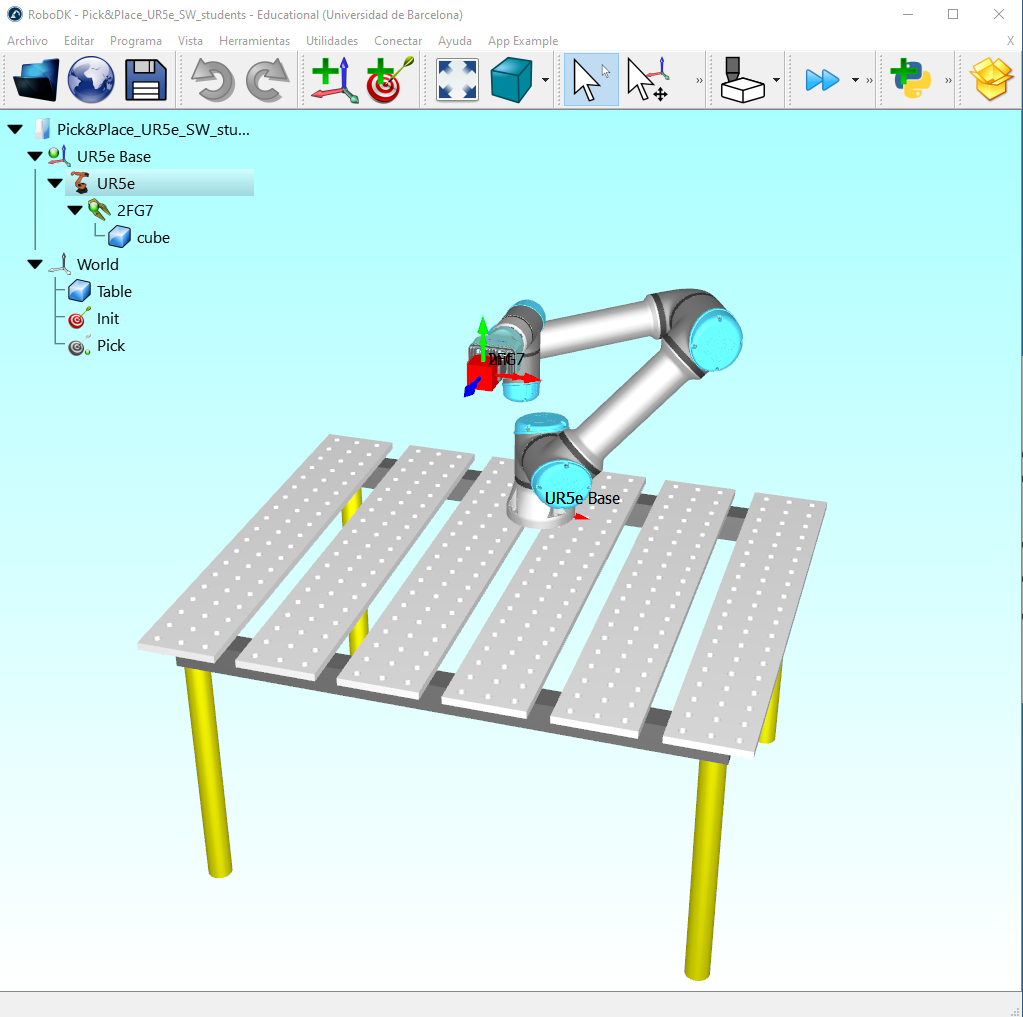 RoboDK - Pick&Place_UR5e_SW_students - Educational (Universidad de Barcelona)
Archivo Editar Programa Vista Herramientas Utilidades Conectar Ayuda App Example X
Pick&Place_UR5e_SW_stu...
UR5e Base
UR5e
2FG7
cube
World
Table
Init
Pick
2FG7
UR5e Base